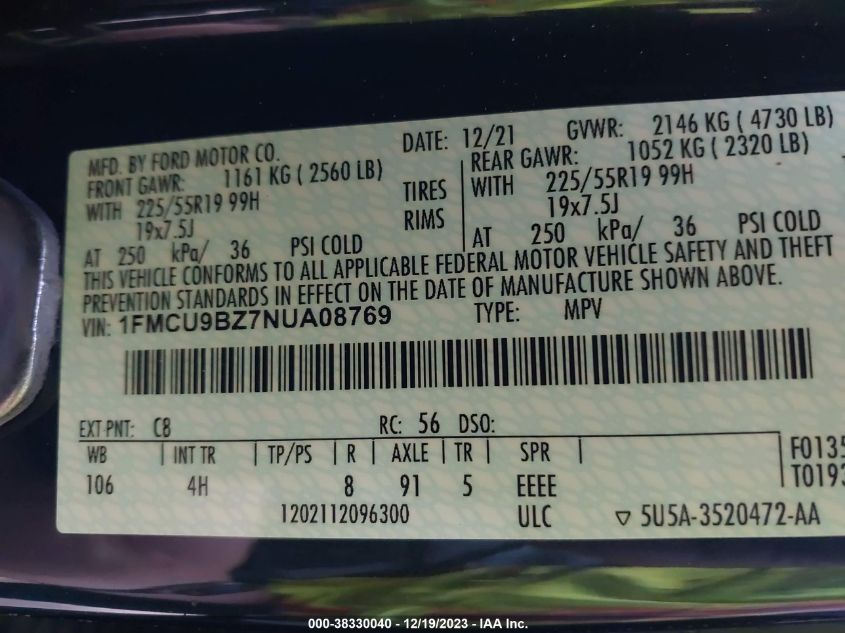 MFD. BY FORD MOTOR CO. DATE: 12/21 GVWR: 2146 KG ( 4730 LB)
FRONT GAWR: 1161 KG ( 2560 LB) REAR GAWR: 1052 KG ( 2320 LB)
WITH 225/55R19 99H TIRES WITH 225/55R19 99H
19x7.5J RIMS 19x7.5J
AT 250 kPa/ 36 PSI COLD AT 250 kPa/ 36 PSI COLD
THIS VEHICLE CONFORMS TO ALL APPLICABLE FEDERAL MOTOR VEHICLE SAFETY AND THEFT
PREVENTION STANDARDS IN EFFECT ON THE DATE OF MANUFACTURE SHOWN ABOVE.
VIN: 1FMCU9BZ7NUA08769 TYPE: MPV
EXT PNT: C8 RC: 56 DSO:
WB INT TR TP/PS R AXLE TR SPR F0135
106 4H 8 91 5 EEEE T0193
1202112096300 ULC ▽ 5U5A-3520472-AA
000-38330040 - 12/19/2023 - IAA Inc.